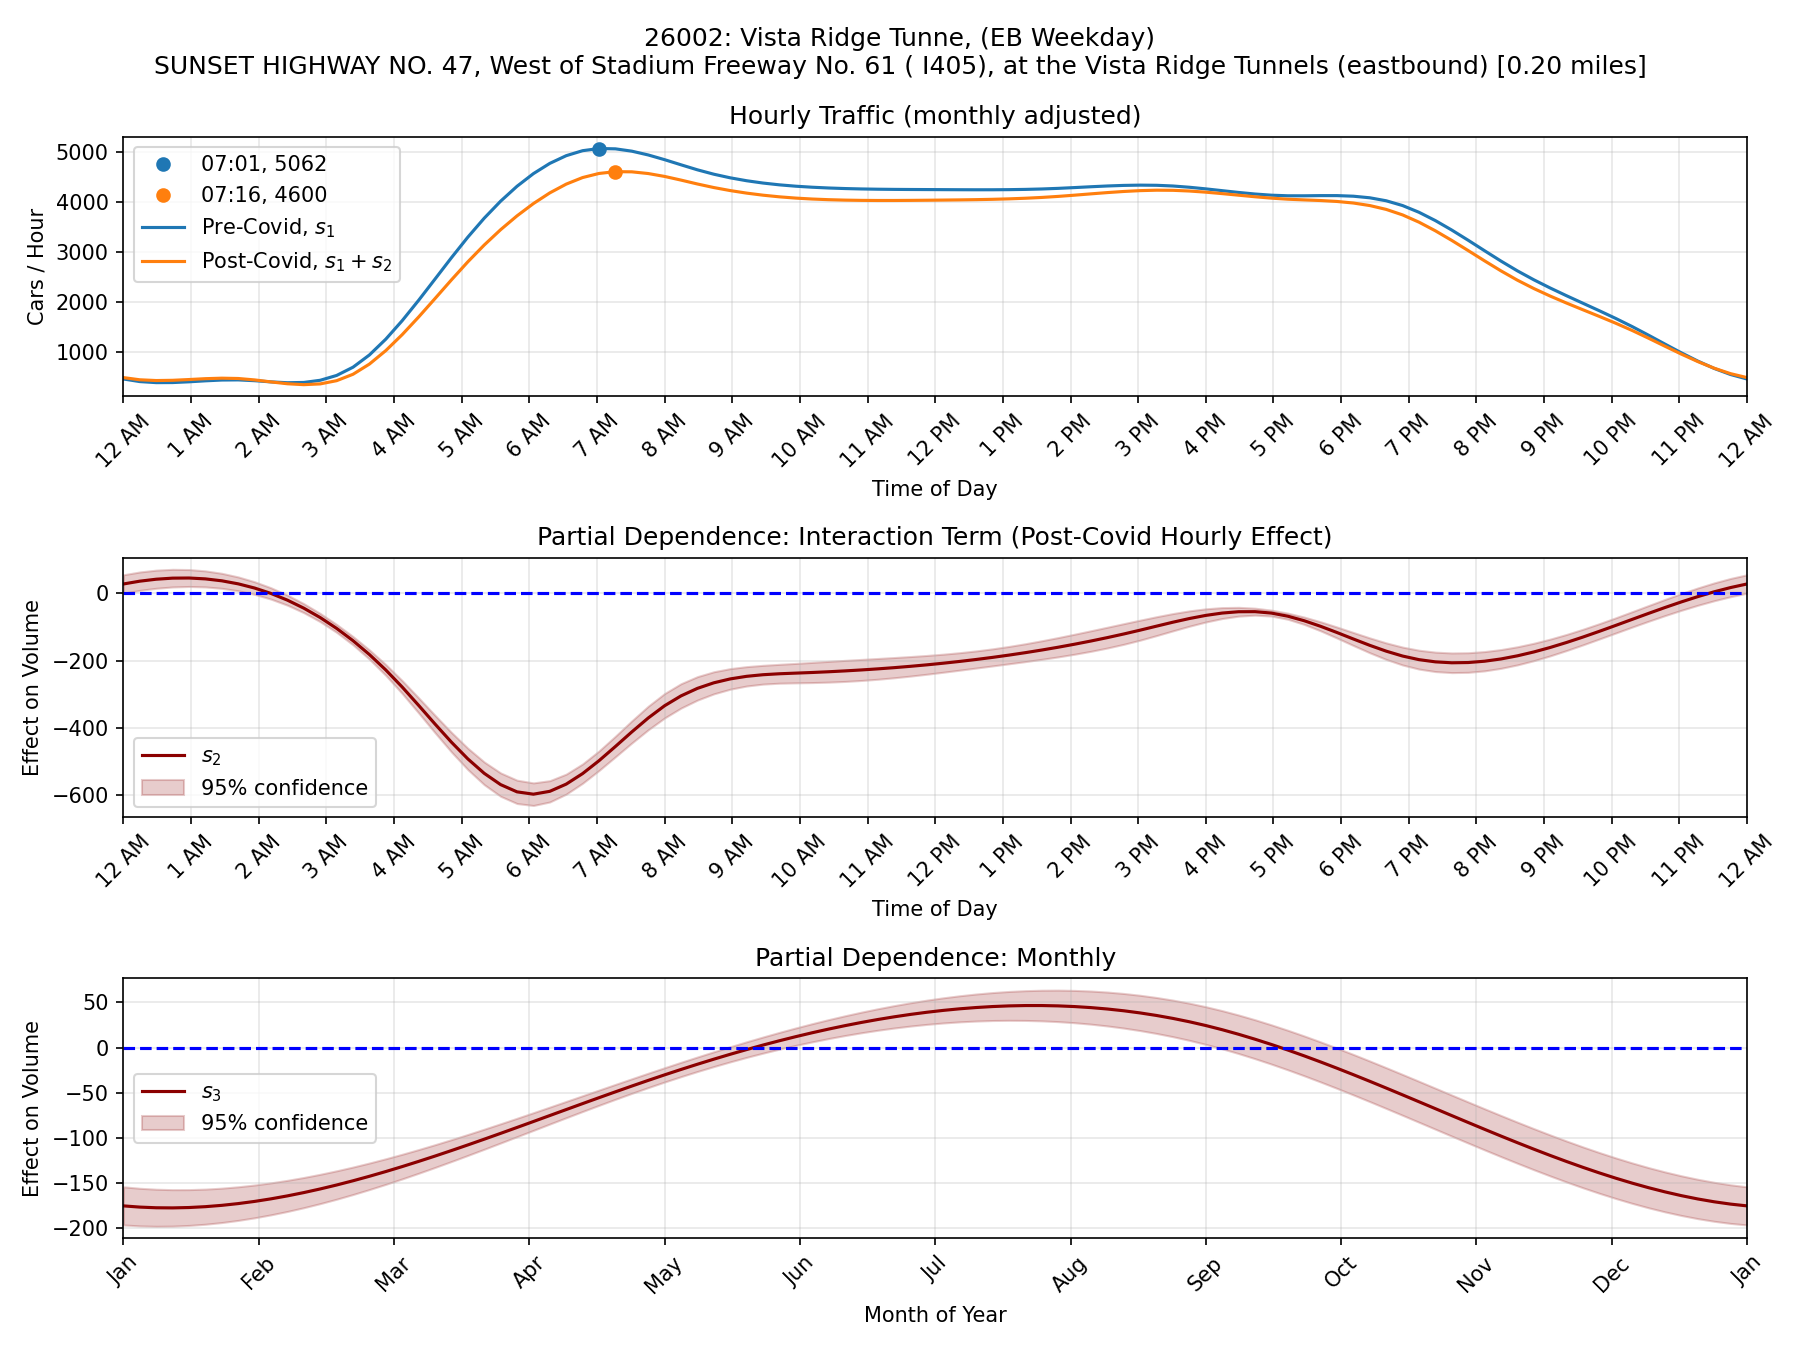 26002: Vista Ridge Tunne, (EB Weekday)
SUNSET HIGHWAY NO. 47, West of Stadium Freeway No. 61 ( I405), at the Vista Ridge Tunnels (eastbound) [0.20 miles]
Hourly Traffic (monthly adjusted)
Cars / Hour
5000
4000
3000
2000
1000
07:01, 5062
07:16, 4600
Pre-Covid, s₁
Post-Covid, s₁ + s₂
12 AM 1 AM 2 AM 3 AM 4 AM 5 AM 6 AM 7 AM 8 AM 9 AM 10 AM 11 AM 12 PM 1 PM 2 PM 3 PM 4 PM 5 PM 6 PM 7 PM 8 PM 9 PM 10 PM 11 PM 12 AM
Time of Day
Partial Dependence: Interaction Term (Post-Covid Hourly Effect)
Effect on Volume
0
−200
−400
−600
s₂
95% confidence
12 AM 1 AM 2 AM 3 AM 4 AM 5 AM 6 AM 7 AM 8 AM 9 AM 10 AM 11 AM 12 PM 1 PM 2 PM 3 PM 4 PM 5 PM 6 PM 7 PM 8 PM 9 PM 10 PM 11 PM 12 AM
Time of Day
Partial Dependence: Monthly
Effect on Volume
50
0
−50
−100
−150
−200
s₃
95% confidence
Jan Feb Mar Apr May Jun Jul Aug Sep Oct Nov Dec Jan
Month of Year